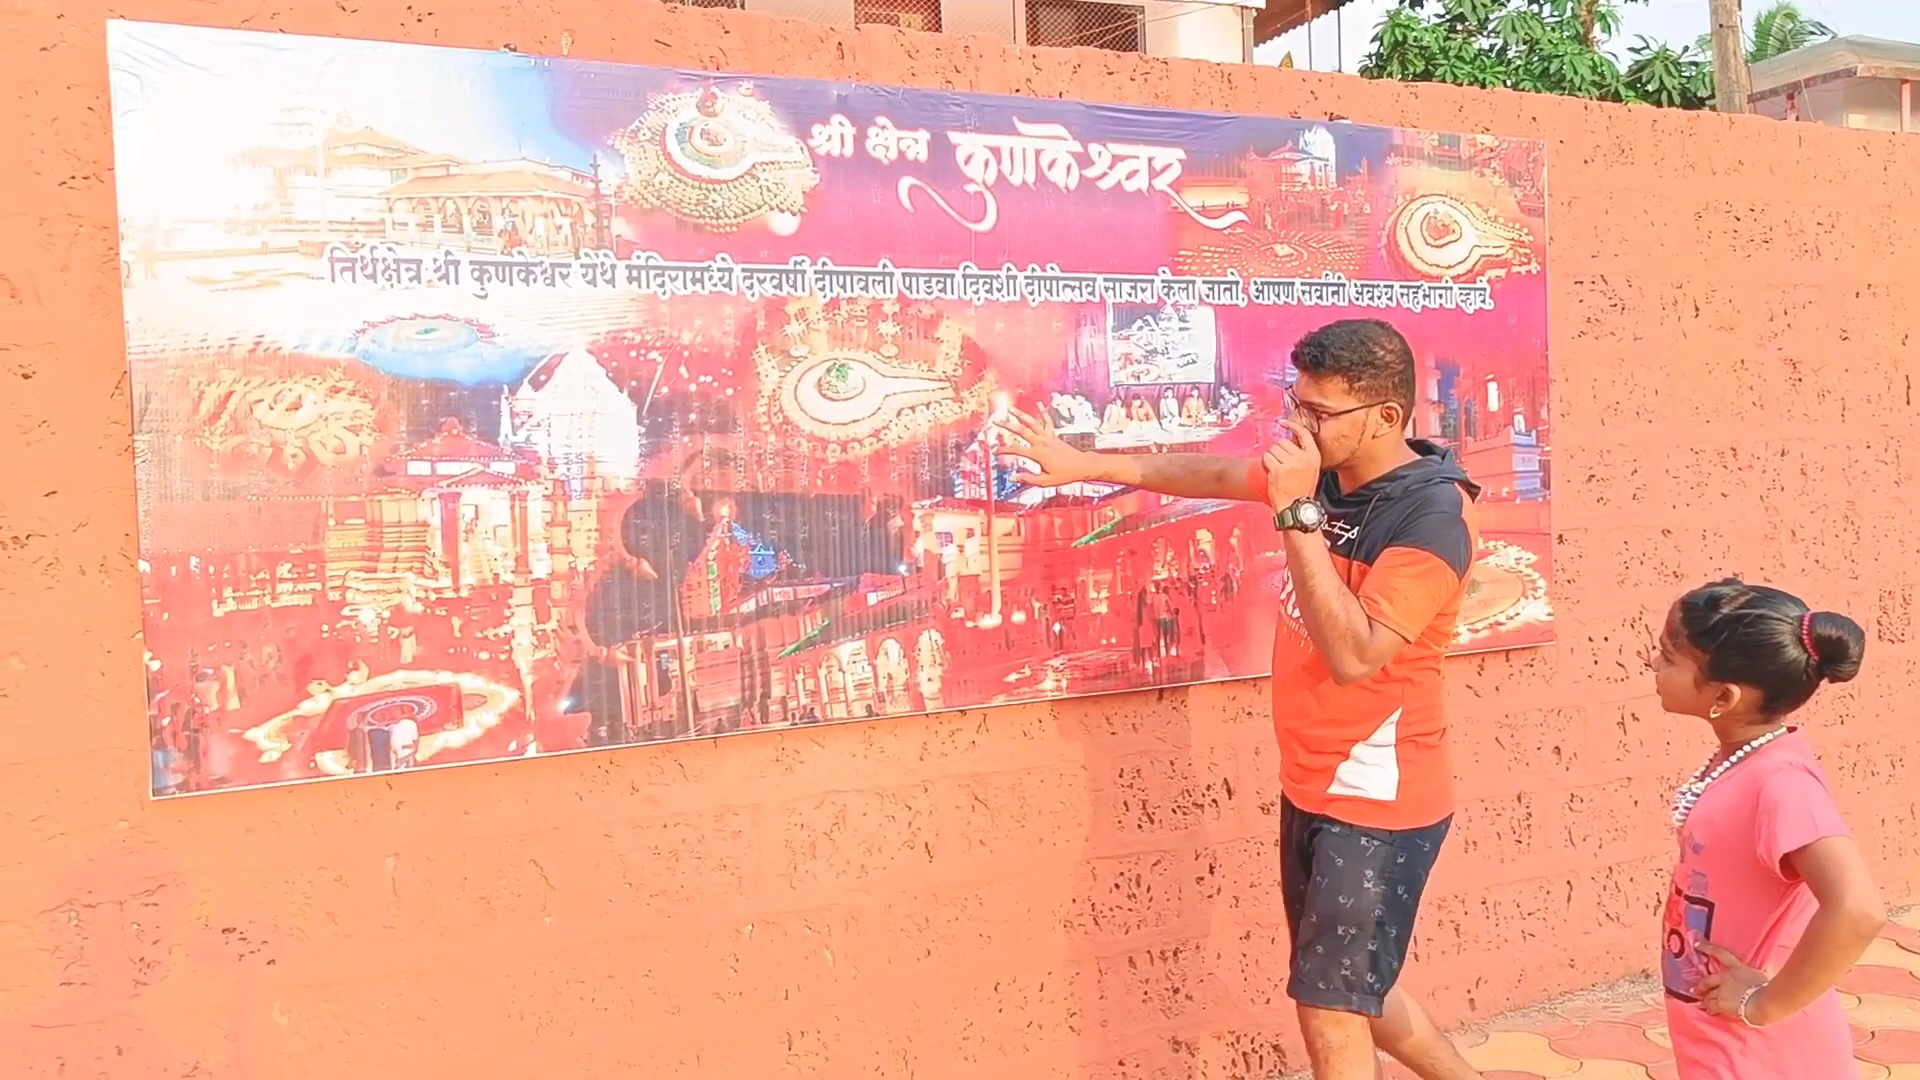 श्री क्षेत्र कुणकेश्वर
तिर्थक्षेत्र श्री कुणकेश्वर येथे मंदिरामध्ये दरवर्षी दीपावली पाडवा दिवशी दीपोत्सव साजरा केला जातो, आपण सर्वांनी अवश्य सहभागी व्हावे.